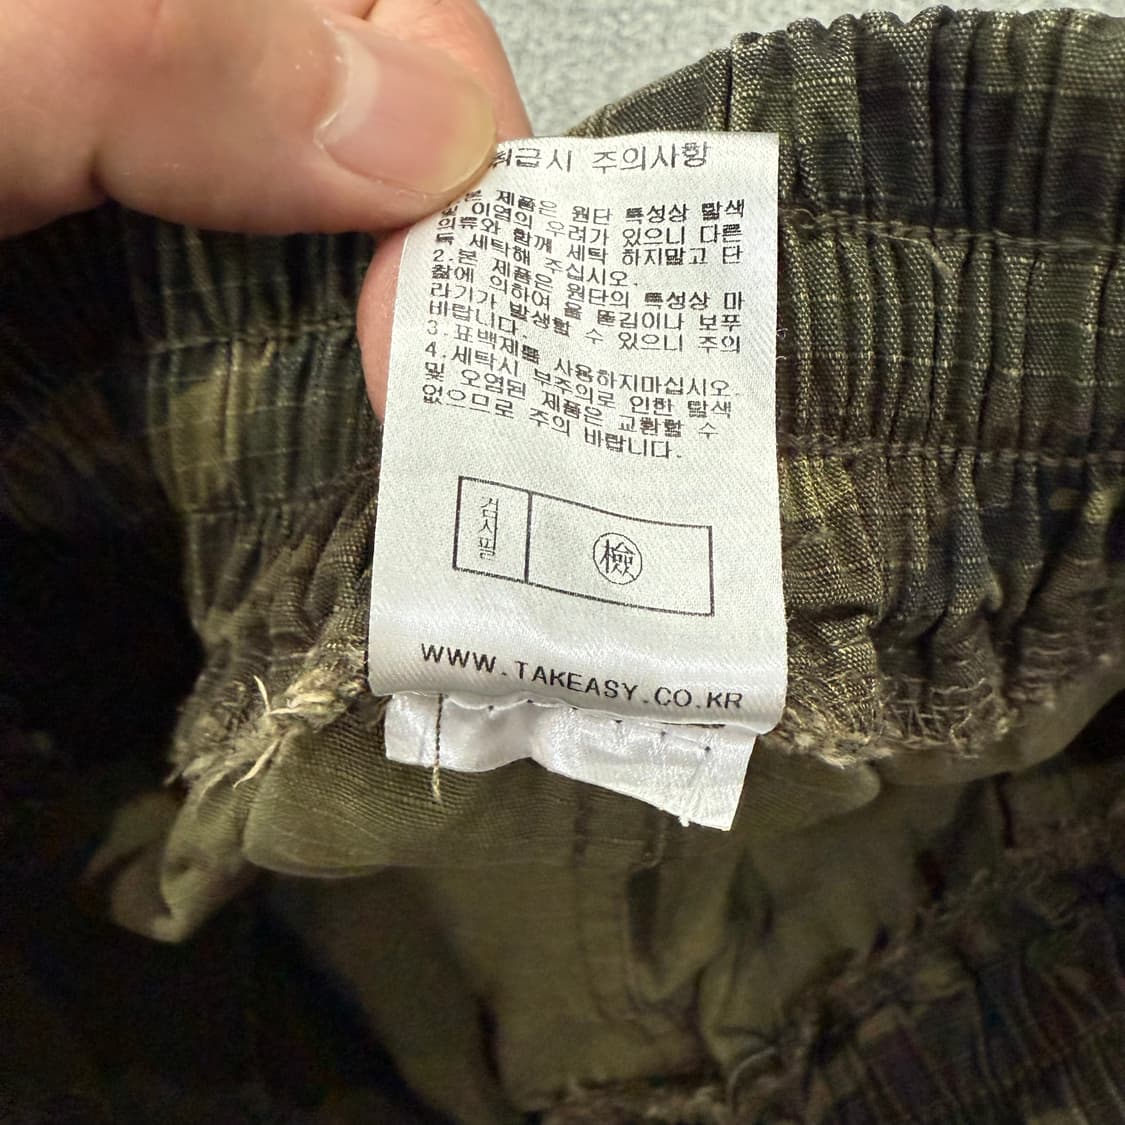 취급시 주의사항
본 제품은 원단 특성상 탈색
및 이염의 우려가 있으니 다른
의류와 함께 세탁 하지말고 단
독 세탁해 주십시오.
2.본 제품은 원단의 특성상 마
찰에 의하여 올 뜯김이나 보푸
라기가 발생할 수 있으니 주의
바랍니다.
3.표백제를 사용하지마십시오.
4.세탁시 부주의로 인한 탈색
및 오염된 제품은 교환할 수
없으므로 주의 바랍니다.
검사필
檢
WWW.TAKEASY.CO.KR